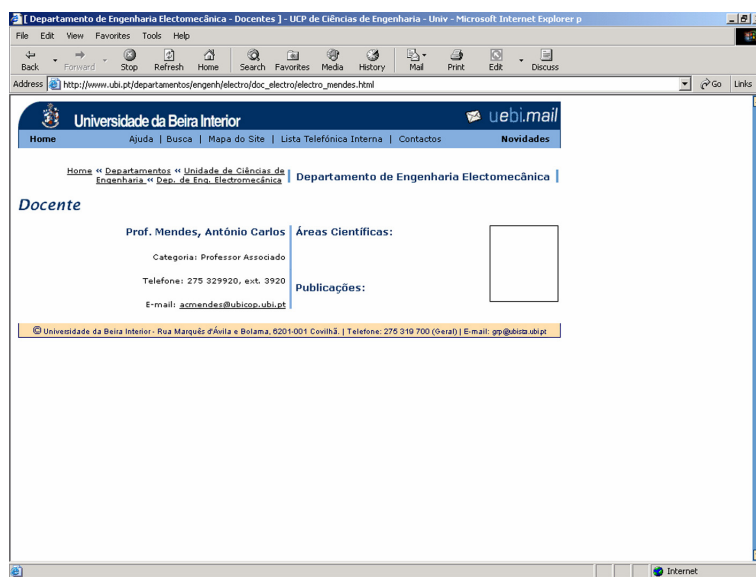 [ Departamento de Engenharia Electomecânica - Docentes ] - UCP de Ciências de Engenharia - Univ - Microsoft Internet Explorer p
File Edit View Favorites Tools Help
Back Forward Stop Refresh Home Search Favorites Media History Mail Print Edit Discuss
Address http://www.ubi.pt/departamentos/engenh/electro/doc_electro/electro_mendes.html Go Links
Universidade da Beira Interior uebi.mail
Home Ajuda | Busca | Mapa do Site | Lista Telefónica Interna | Contactos Novidades
Home « Departamentos « Unidade de Ciências de
Engenharia « Dep. de Eng. Electromecânica
Departamento de Engenharia Electomecânica
Docente
Prof. Mendes, António Carlos Áreas Científicas:
Categoria: Professor Associado
Telefone: 275 329920, ext. 3920
Publicações:
E-mail: acmendes@ubicop.ubi.pt
© Universidade da Beira Interior - Rua Marquês d'Ávila e Bolama, 6201-001 Covilhã. | Telefone: 275 319 700 (Geral) | E-mail: grp@ubista.ubi.pt
Internet